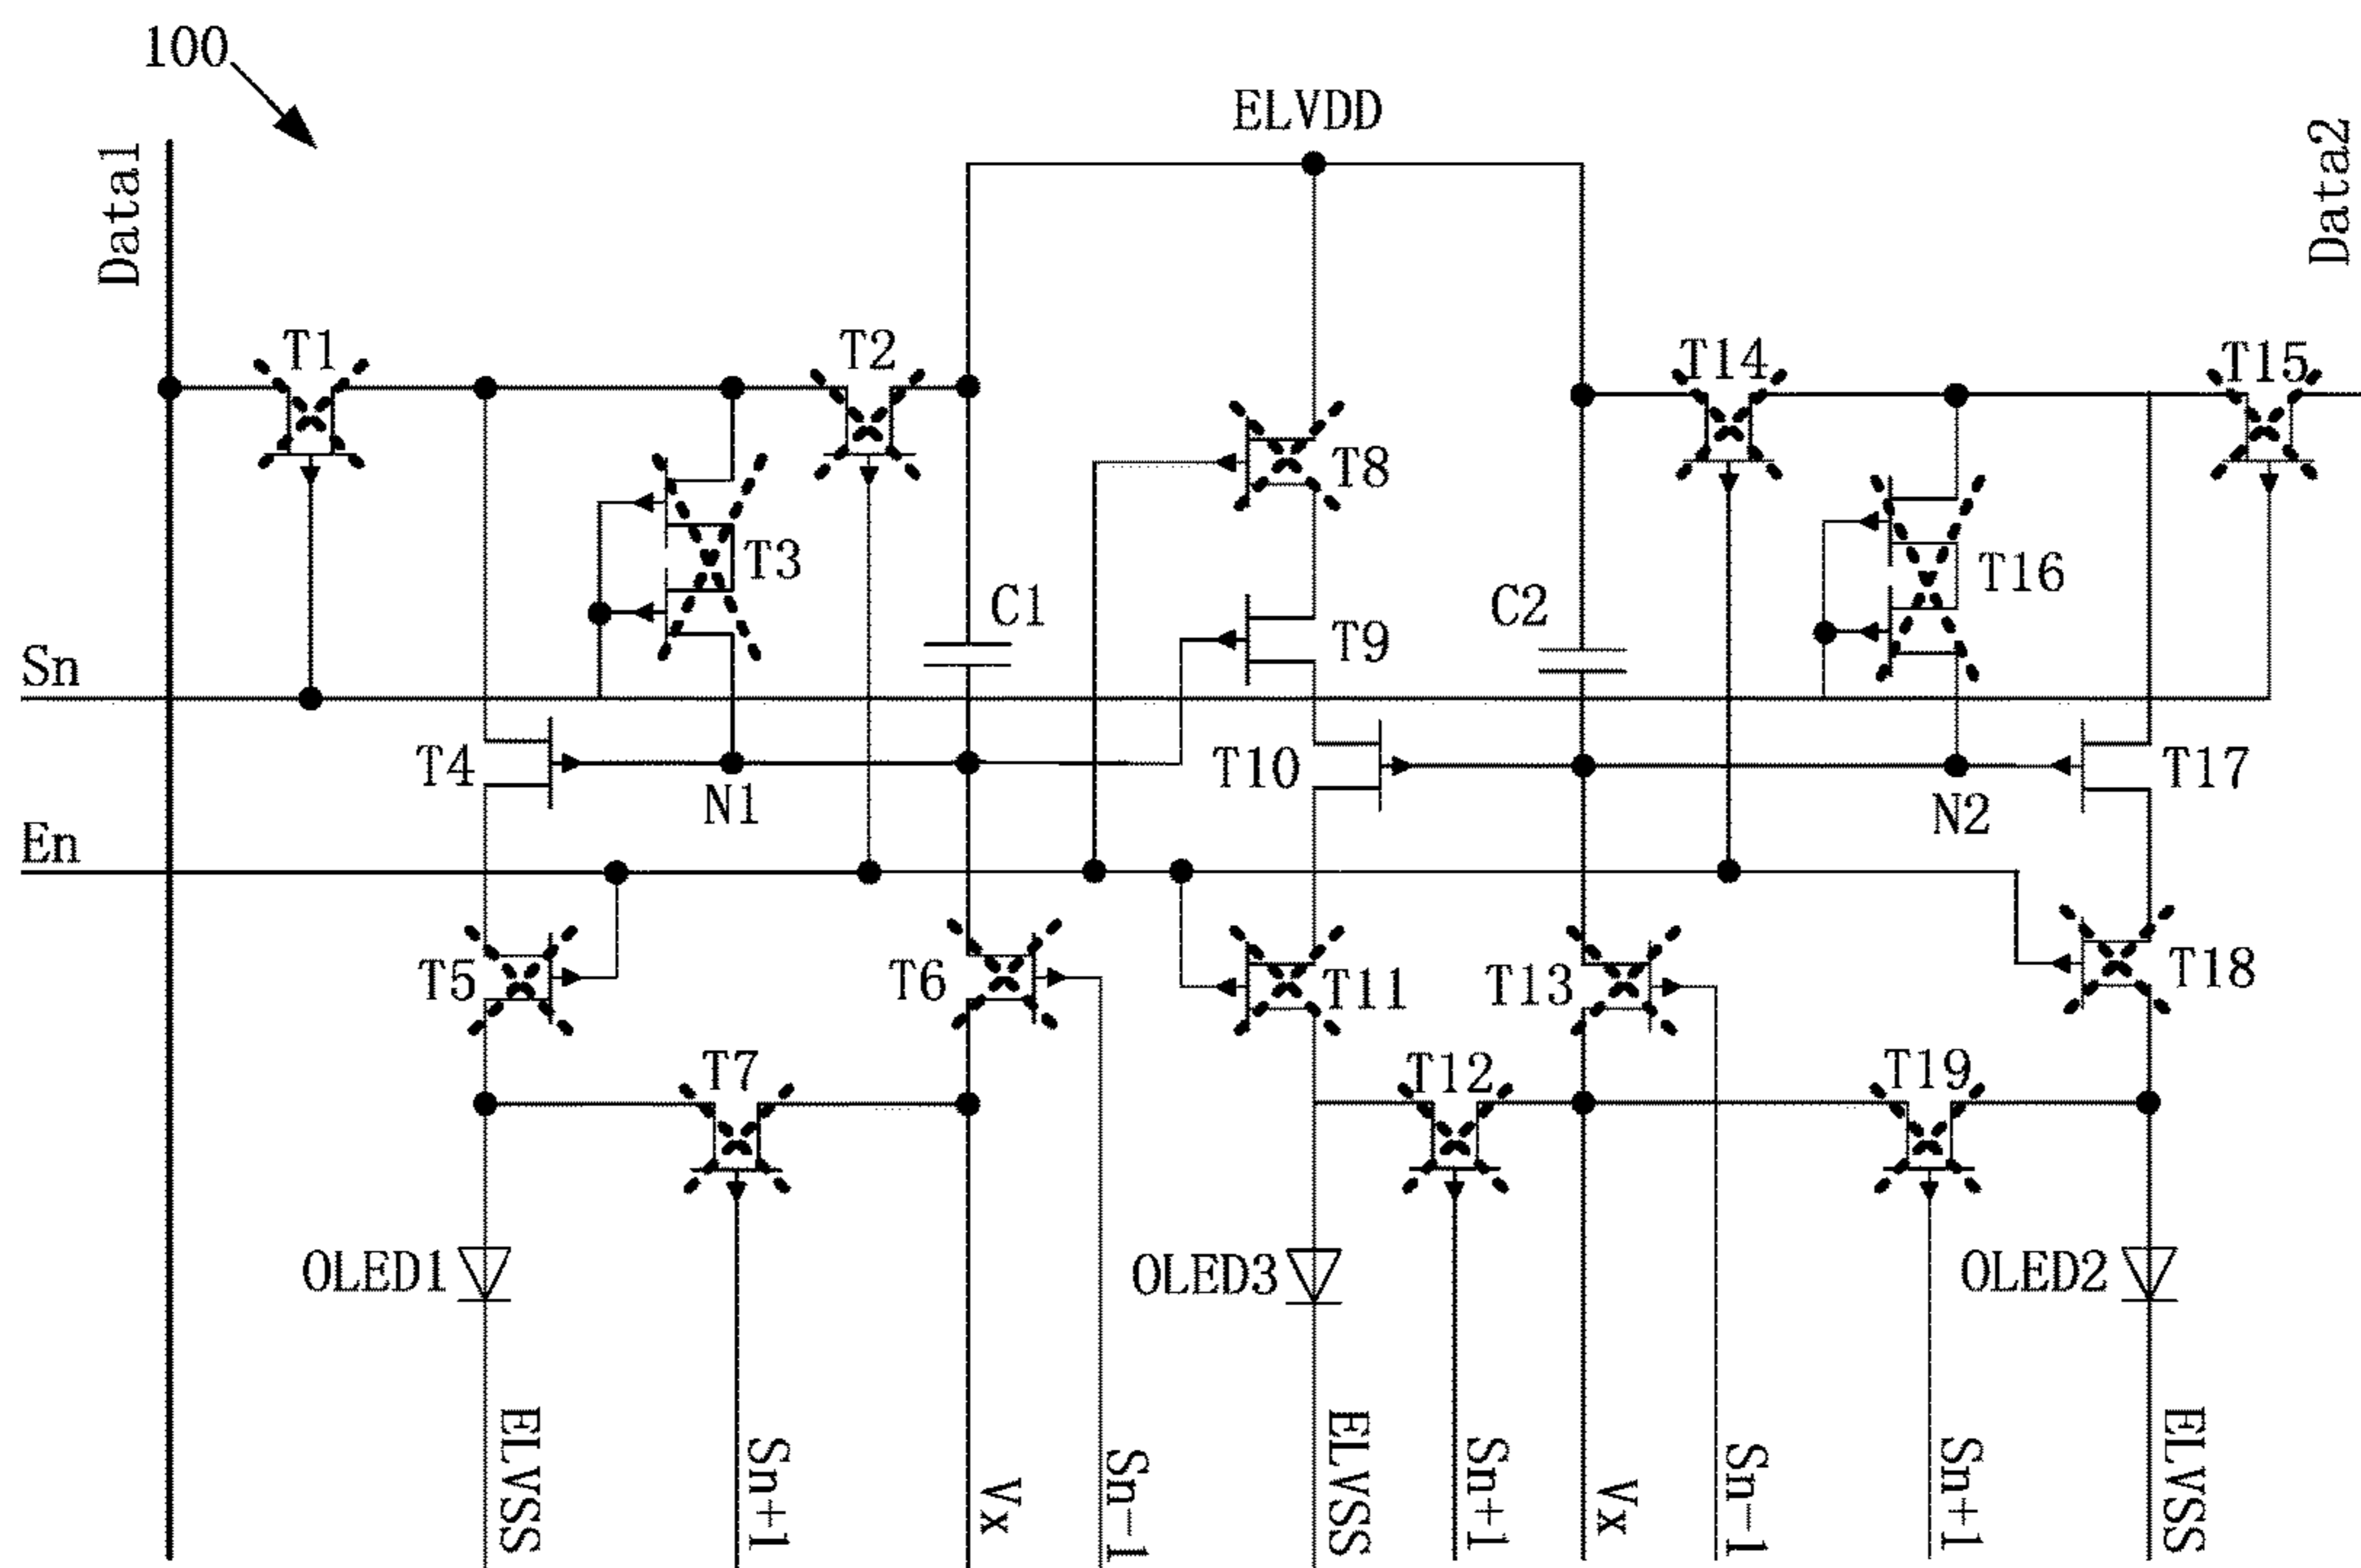 100
ELVDD
Data1
Data2
T1
T2
T14
T15
T8
T3
T16
C1
C2
T9
Sn
T4
T10
T17
N1
N2
En
T5
T6
T11
T13
T18
T7
T12
T19
OLED1
OLED3
OLED2
ELVSS
Sn+1
Vx
Sn-1
ELVSS
Sn+1
Vx
Sn-1
Sn+1
ELVSS